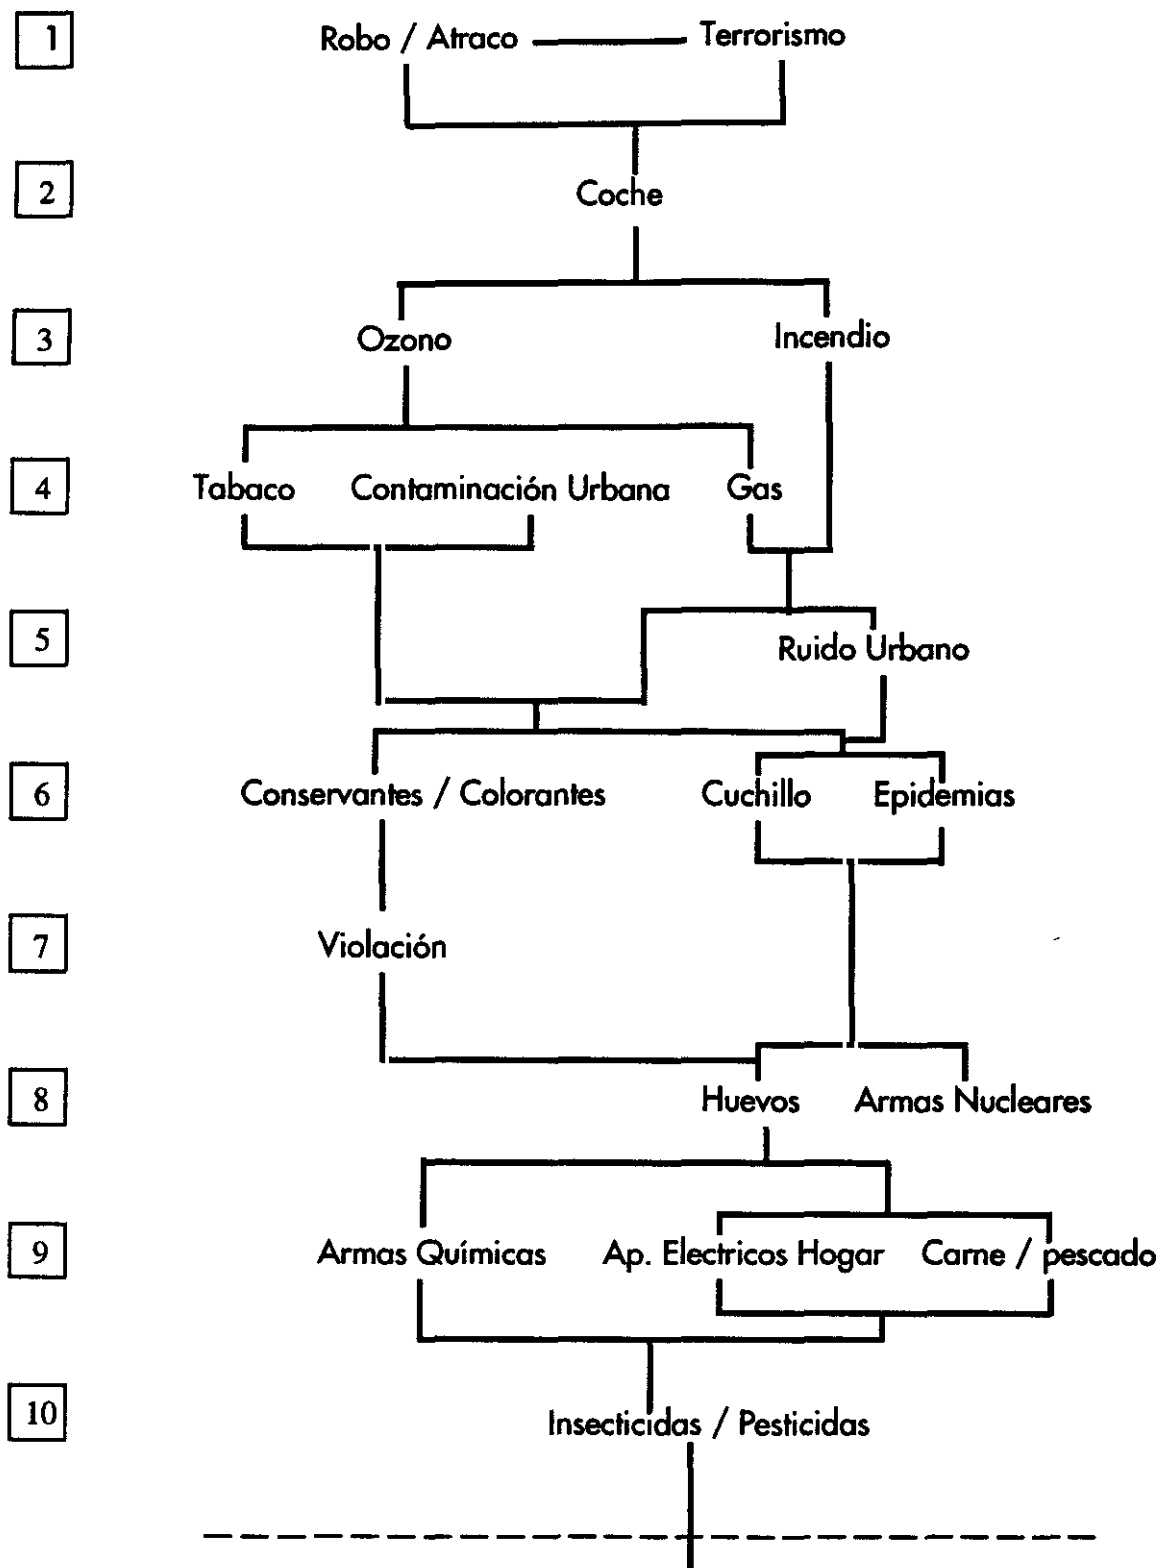 1 Robo / Atraco Terrorismo
2 Coche
3 Ozono Incendio
4 Tabaco Contaminación Urbana Gas
5 Ruido Urbano
6 Conservantes / Colorantes Cuchillo Epidemias
7 Violación
8 Huevos Armas Nucleares
9 Armas Químicas Ap. Electricos Hogar Carne / pescado
10 Insecticidas / Pesticidas